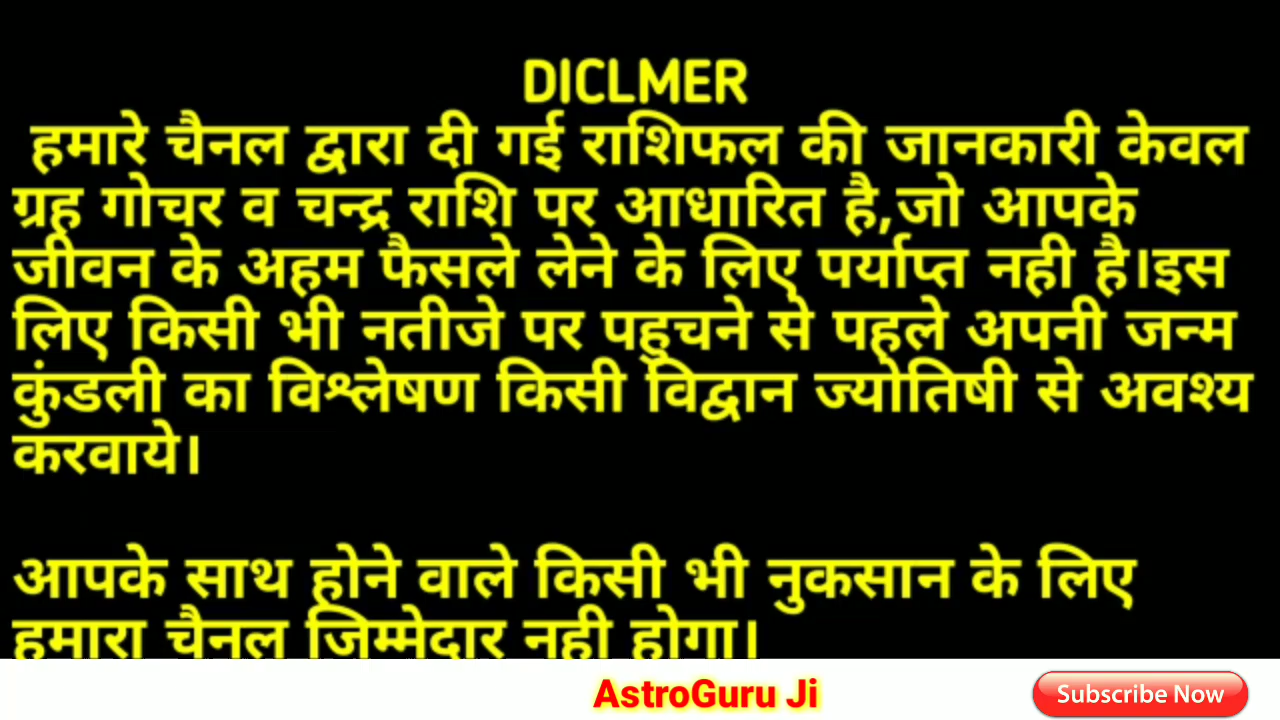 DICLMER
हमारे चैनल द्वारा दी गई राशिफल की जानकारी केवल
ग्रह गोचर व चन्द्र राशि पर आधारित है,जो आपके
जीवन के अहम फैसले लेने के लिए पर्याप्त नही है।इस
लिए किसी भी नतीजे पर पहुचने से पहले अपनी जन्म
कुंडली का विश्लेषण किसी विद्वान ज्योतिषी से अवश्य
करवाये।
आपके साथ होने वाले किसी भी नुकसान के लिए
हमारा चैनल जिम्मेदार नही होगा।
AstroGuru Ji
Subscribe Now